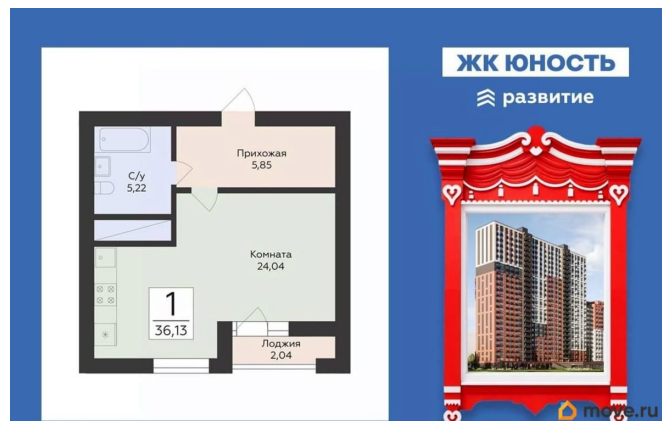 ЖК ЮНОСТЬ
развитие
Прихожая
5,85
С/у
5,22
Комната
24,04
1
36,13
Лоджия
2,04
move.ru